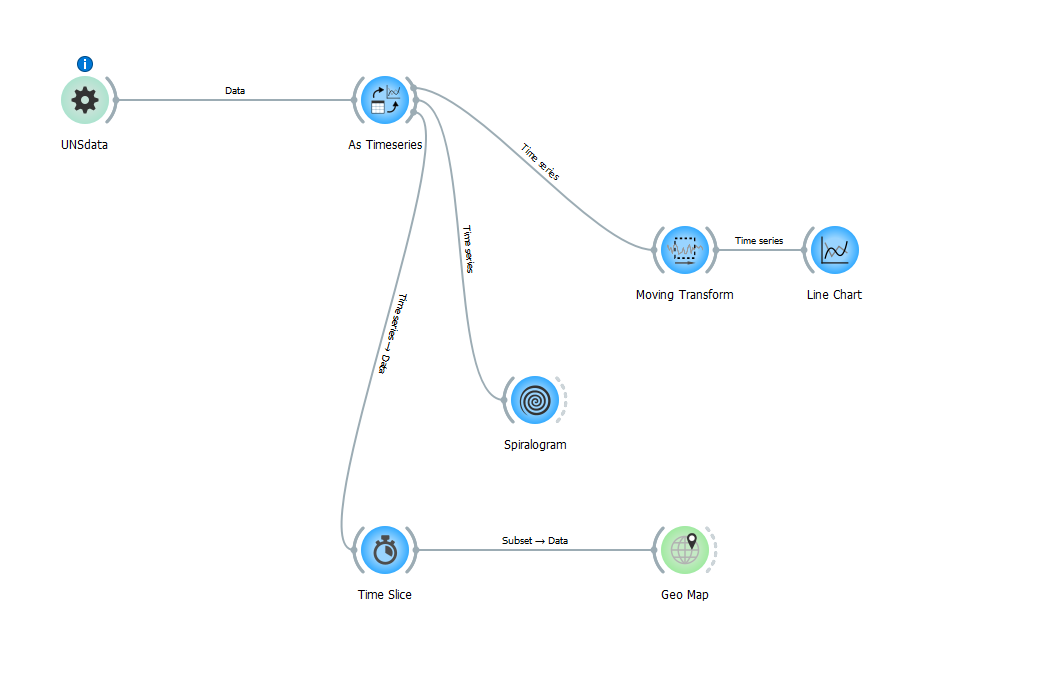 i
Data
UNSdata
As Timeseries
Time series
Time series
Time series → Data
Time series
Moving Transform
Line Chart
Spiralogram
Subset → Data
Time Slice
Geo Map